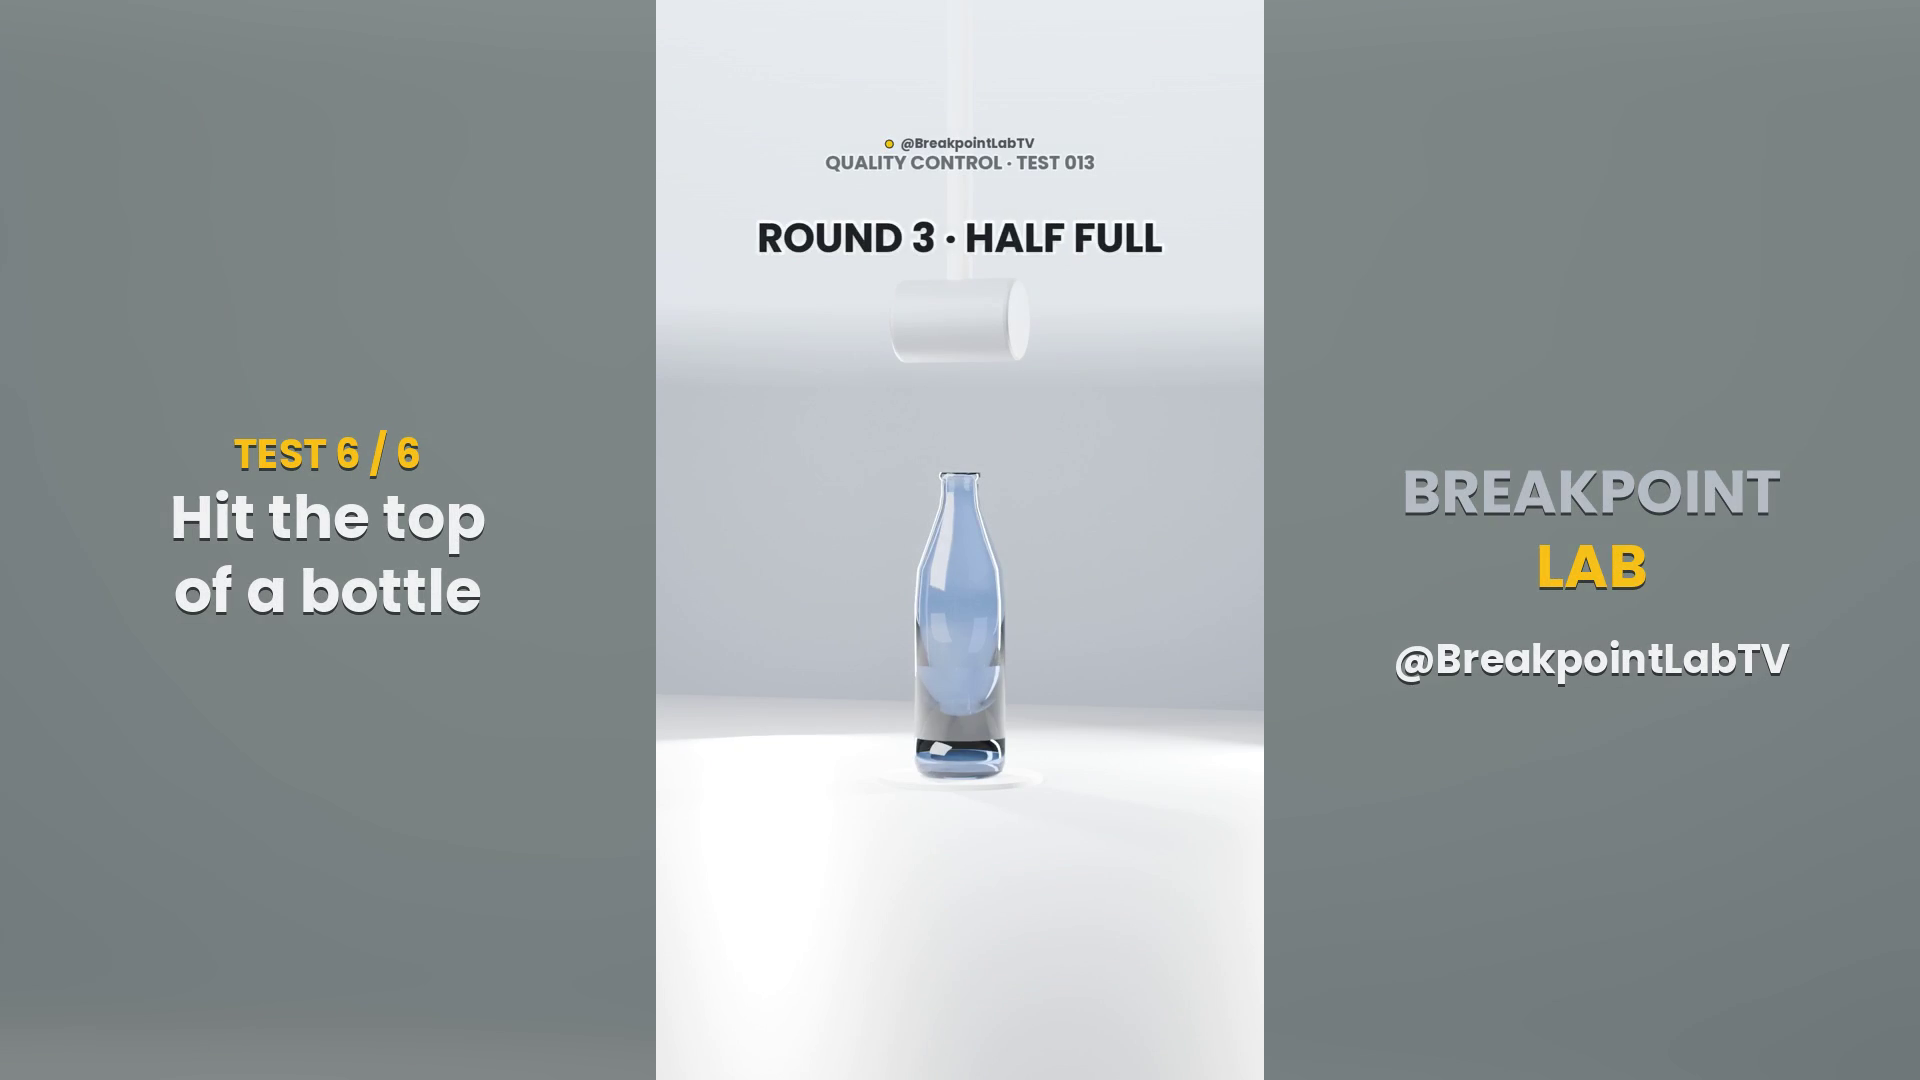 TEST 6 / 6
Hit the top
of a bottle
@BreakpointLabTV
QUALITY CONTROL · TEST 013
ROUND 3 · HALF FULL
BREAKPOINT
LAB
@BreakpointLabTV